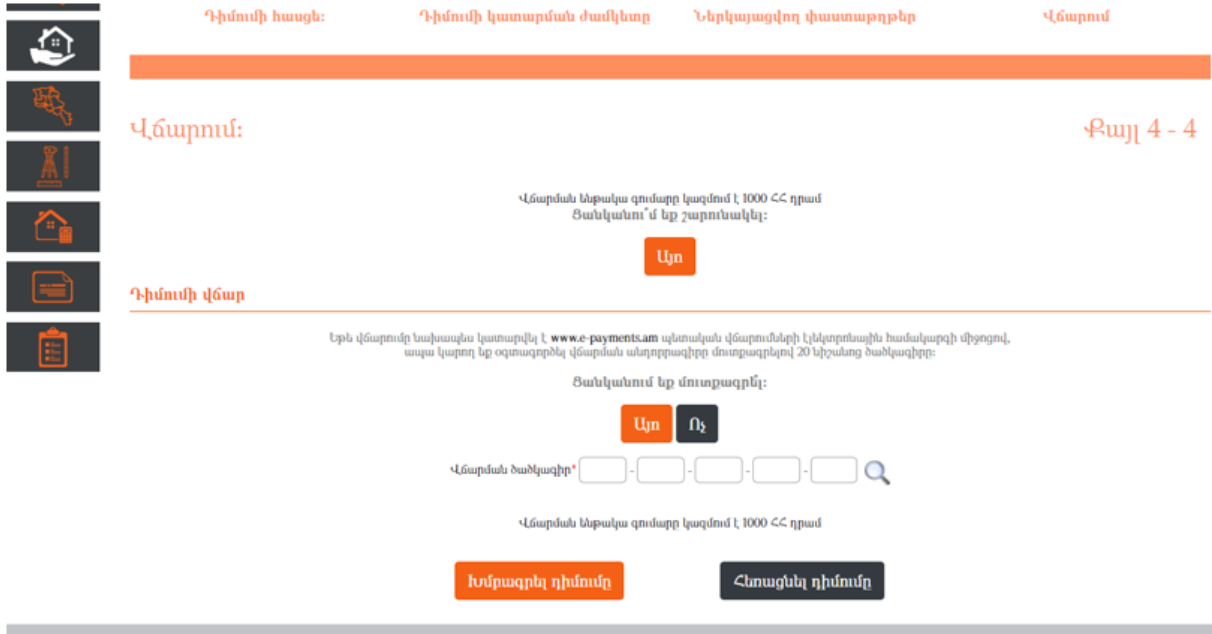 Դիմումի հասցե: Դիմումի կատարման ժամկետը Ներկայացվող փաստաթղթեր Վճարում
Վճարում: Քայլ 4 - 4
Վճարման ենթակա գումարը կազմում է 1000 ՀՀ դրամ
Ցանկանու՞մ եք շարունակել:
Այո
Դիմումի վճար
Եթե վճարումը նախապես կատարվել է www.e-payments.am պետական վճարումների էլեկտրոնային համակարգի միջոցով,
ապա կարող եք օգտագործել վճարման անդորրագիրը մուտքագրելով 20 նիշանոց ծածկագիրը:
Ցանկանում եք մուտքագրե՞լ:
Այո Ոչ
Վճարման ծածկագիր* - - - -
Վճարման ենթակա գումարը կազմում է 1000 ՀՀ դրամ
Խմբագրել դիմումը Հեռացնել դիմումը